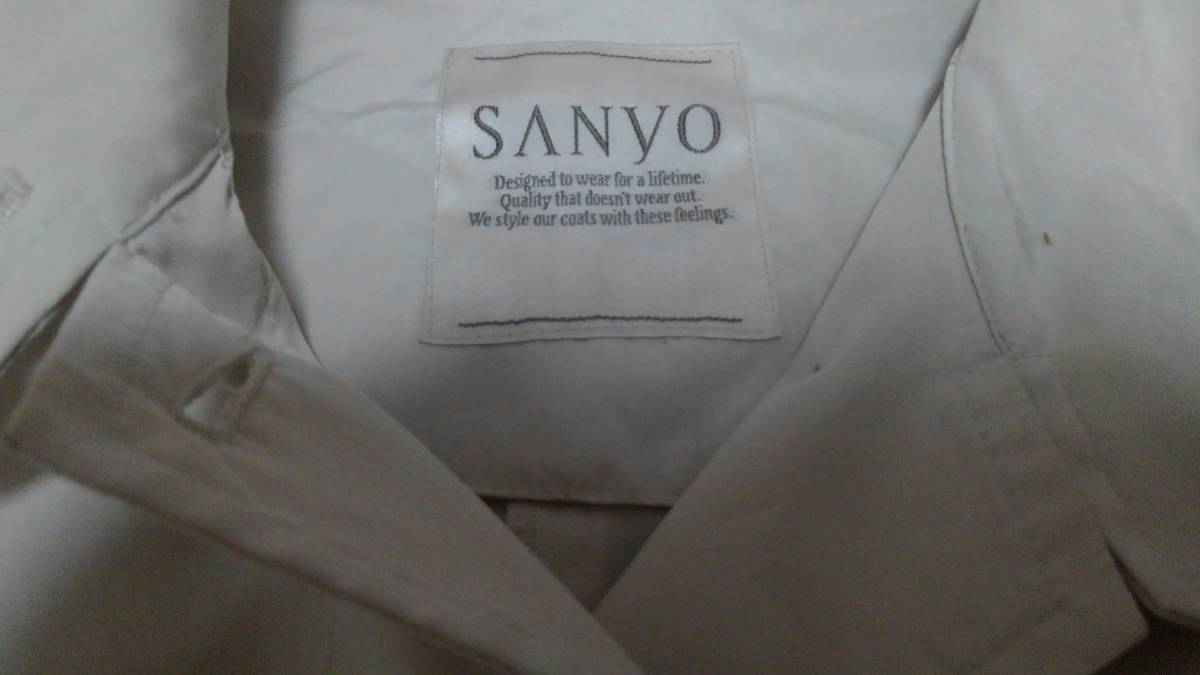 SANYO
Designed to wear for a lifetime.
Quality that doesn't wear out.
We style our coats with these feelings.